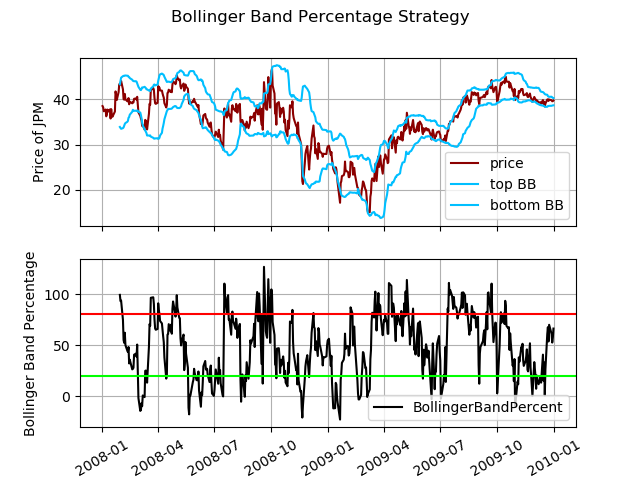 Bollinger Band Percentage Strategy
Price of JPM
40
30
20
price
top BB
bottom BB
Bollinger Band Percentage
100
50
0
BollingerBandPercent
2008-01
2008-04
2008-07
2008-10
2009-01
2009-04
2009-07
2009-10
2010-01